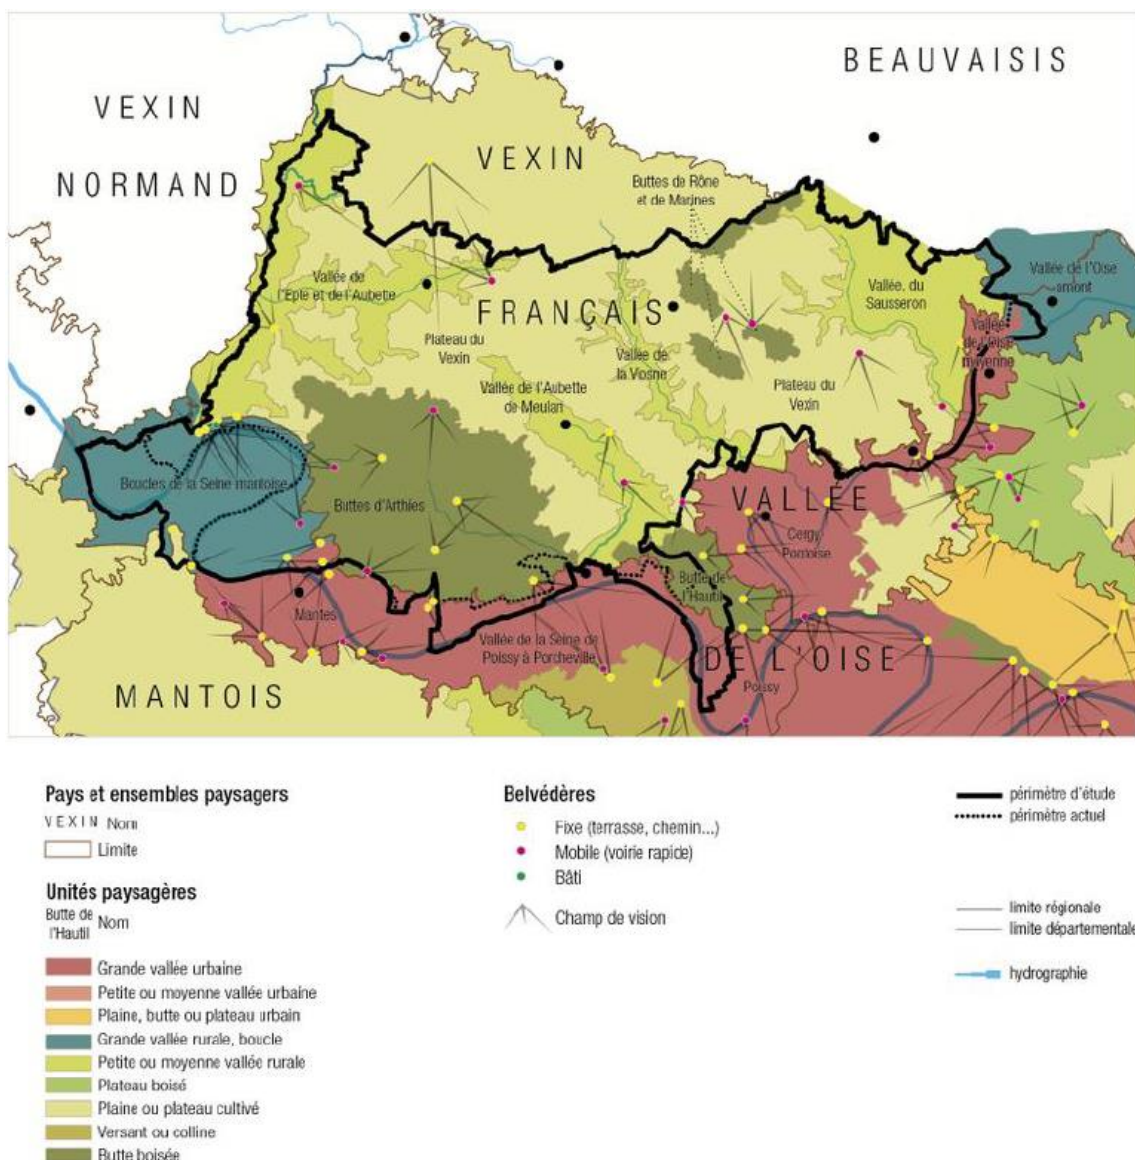 BEAUVAISIS
VEXIN
NORMAND
VEXIN
Buttes de Rône
et de Marines
Vallée de l'Oise
amont
Vallée de
l'Epte et de l'Aubette
Vallée du
Sausseron
FRANÇAIS
Plateau du
Vexin
Vallée de
la Viosne
Vallée
de l'Oise
moyenne
Vallée de l'Aubette
de Meulan
Plateau du
Vexin
Boucles de la Seine mantoise
Buttes d'Arthies
VALLÉE
Cergy
Pontoise
Butte de
l'Hautil
Mantes
Vallée de la Seine de
Poissy à Porcheville
DE L'OISE
Poissy
MANTOIS
Pays et ensembles paysagers
VEXIN Nom
Limite
Unités paysagères
Butte de
l'Hautil Nom
Grande vallée urbaine
Petite ou moyenne vallée urbaine
Plaine, butte ou plateau urbain
Grande vallée rurale, boucle
Petite ou moyenne vallée rurale
Plateau boisé
Plaine ou plateau cultivé
Versant ou colline
Butte boisée
Belvédères
Fixe (terrasse, chemin...)
Mobile (voirie rapide)
Bâti
Champ de vision
périmètre d'étude
périmètre actuel
limite régionale
limite départementale
hydrographie